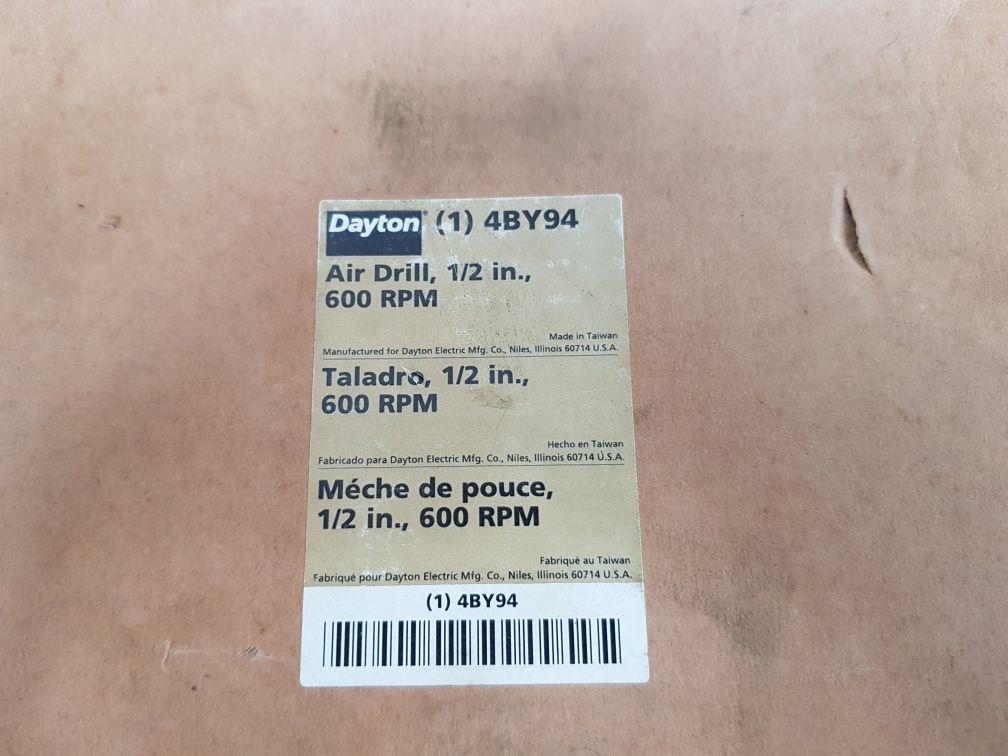 Dayton® (1) 4BY94
Air Drill, 1/2 in.,
600 RPM
Made in Taiwan
Manufactured for Dayton Electric Mfg. Co., Niles, Illinois 60714 U.S.A.
Taladro, 1/2 in.,
600 RPM
Hecho en Taiwan
Fabricado para Dayton Electric Mfg. Co., Niles, Illinois 60714 U.S.A.
Méche de pouce,
1/2 in., 600 RPM
Fabriqué au Taiwan
Fabriqué pour Dayton Electric Mfg. Co., Niles, Illinois 60714 U.S.A.
(1) 4BY94